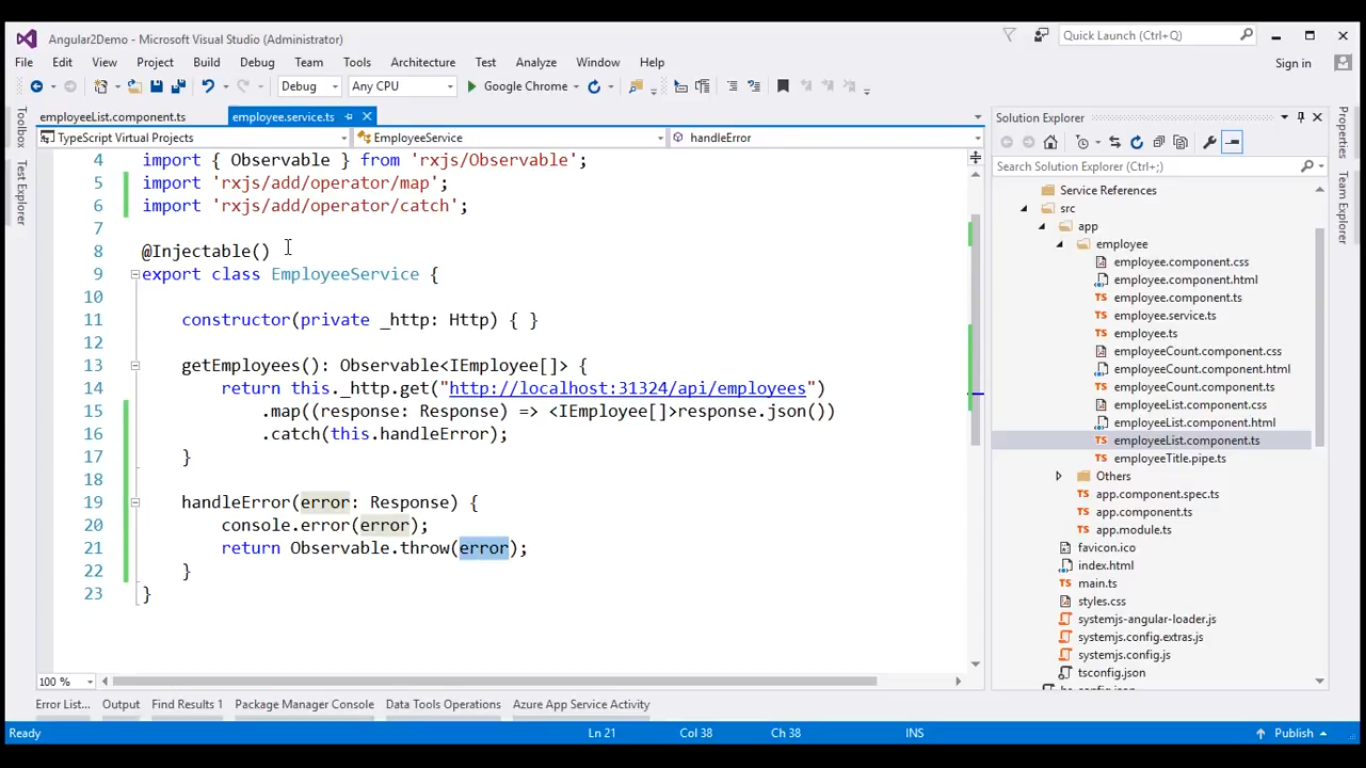 Angular2Demo - Microsoft Visual Studio (Administrator)
Quick Launch (Ctrl+Q)
File Edit View Project Build Debug Team Tools Architecture Test Analyze Window Help
Sign in
Debug Any CPU Google Chrome
Toolbox
Test Explorer
employeeList.component.ts employee.service.ts
TypeScript Virtual Projects EmployeeService handleError
4 import { Observable } from 'rxjs/Observable';
5 import 'rxjs/add/operator/map';
6 import 'rxjs/add/operator/catch';
7
8 @Injectable()
9 export class EmployeeService {
10
11 constructor(private _http: Http) { }
12
13 getEmployees(): Observable<IEmployee[]> {
14 return this._http.get("http://localhost:31324/api/employees")
15 .map((response: Response) => <IEmployee[]>response.json())
16 .catch(this.handleError);
17 }
18
19 handleError(error: Response) {
20 console.error(error);
21 return Observable.throw(error);
22 }
23 }
100 %
Solution Explorer
Search Solution Explorer (Ctrl+;)
Service References
src
app
employee
employee.component.css
employee.component.html
employee.component.ts
employee.service.ts
employee.ts
employeeCount.component.css
employeeCount.component.html
employeeCount.component.ts
employeeList.component.css
employeeList.component.html
employeeList.component.ts
employeeTitle.pipe.ts
Others
app.component.spec.ts
app.component.ts
app.module.ts
favicon.ico
index.html
main.ts
styles.css
systemjs-angular-loader.js
systemjs.config.extras.js
systemjs.config.js
tsconfig.json
Properties
Team Explorer
Error List... Output Find Results 1 Package Manager Console Data Tools Operations Azure App Service Activity
Ready Ln 21 Col 38 Ch 38 INS Publish